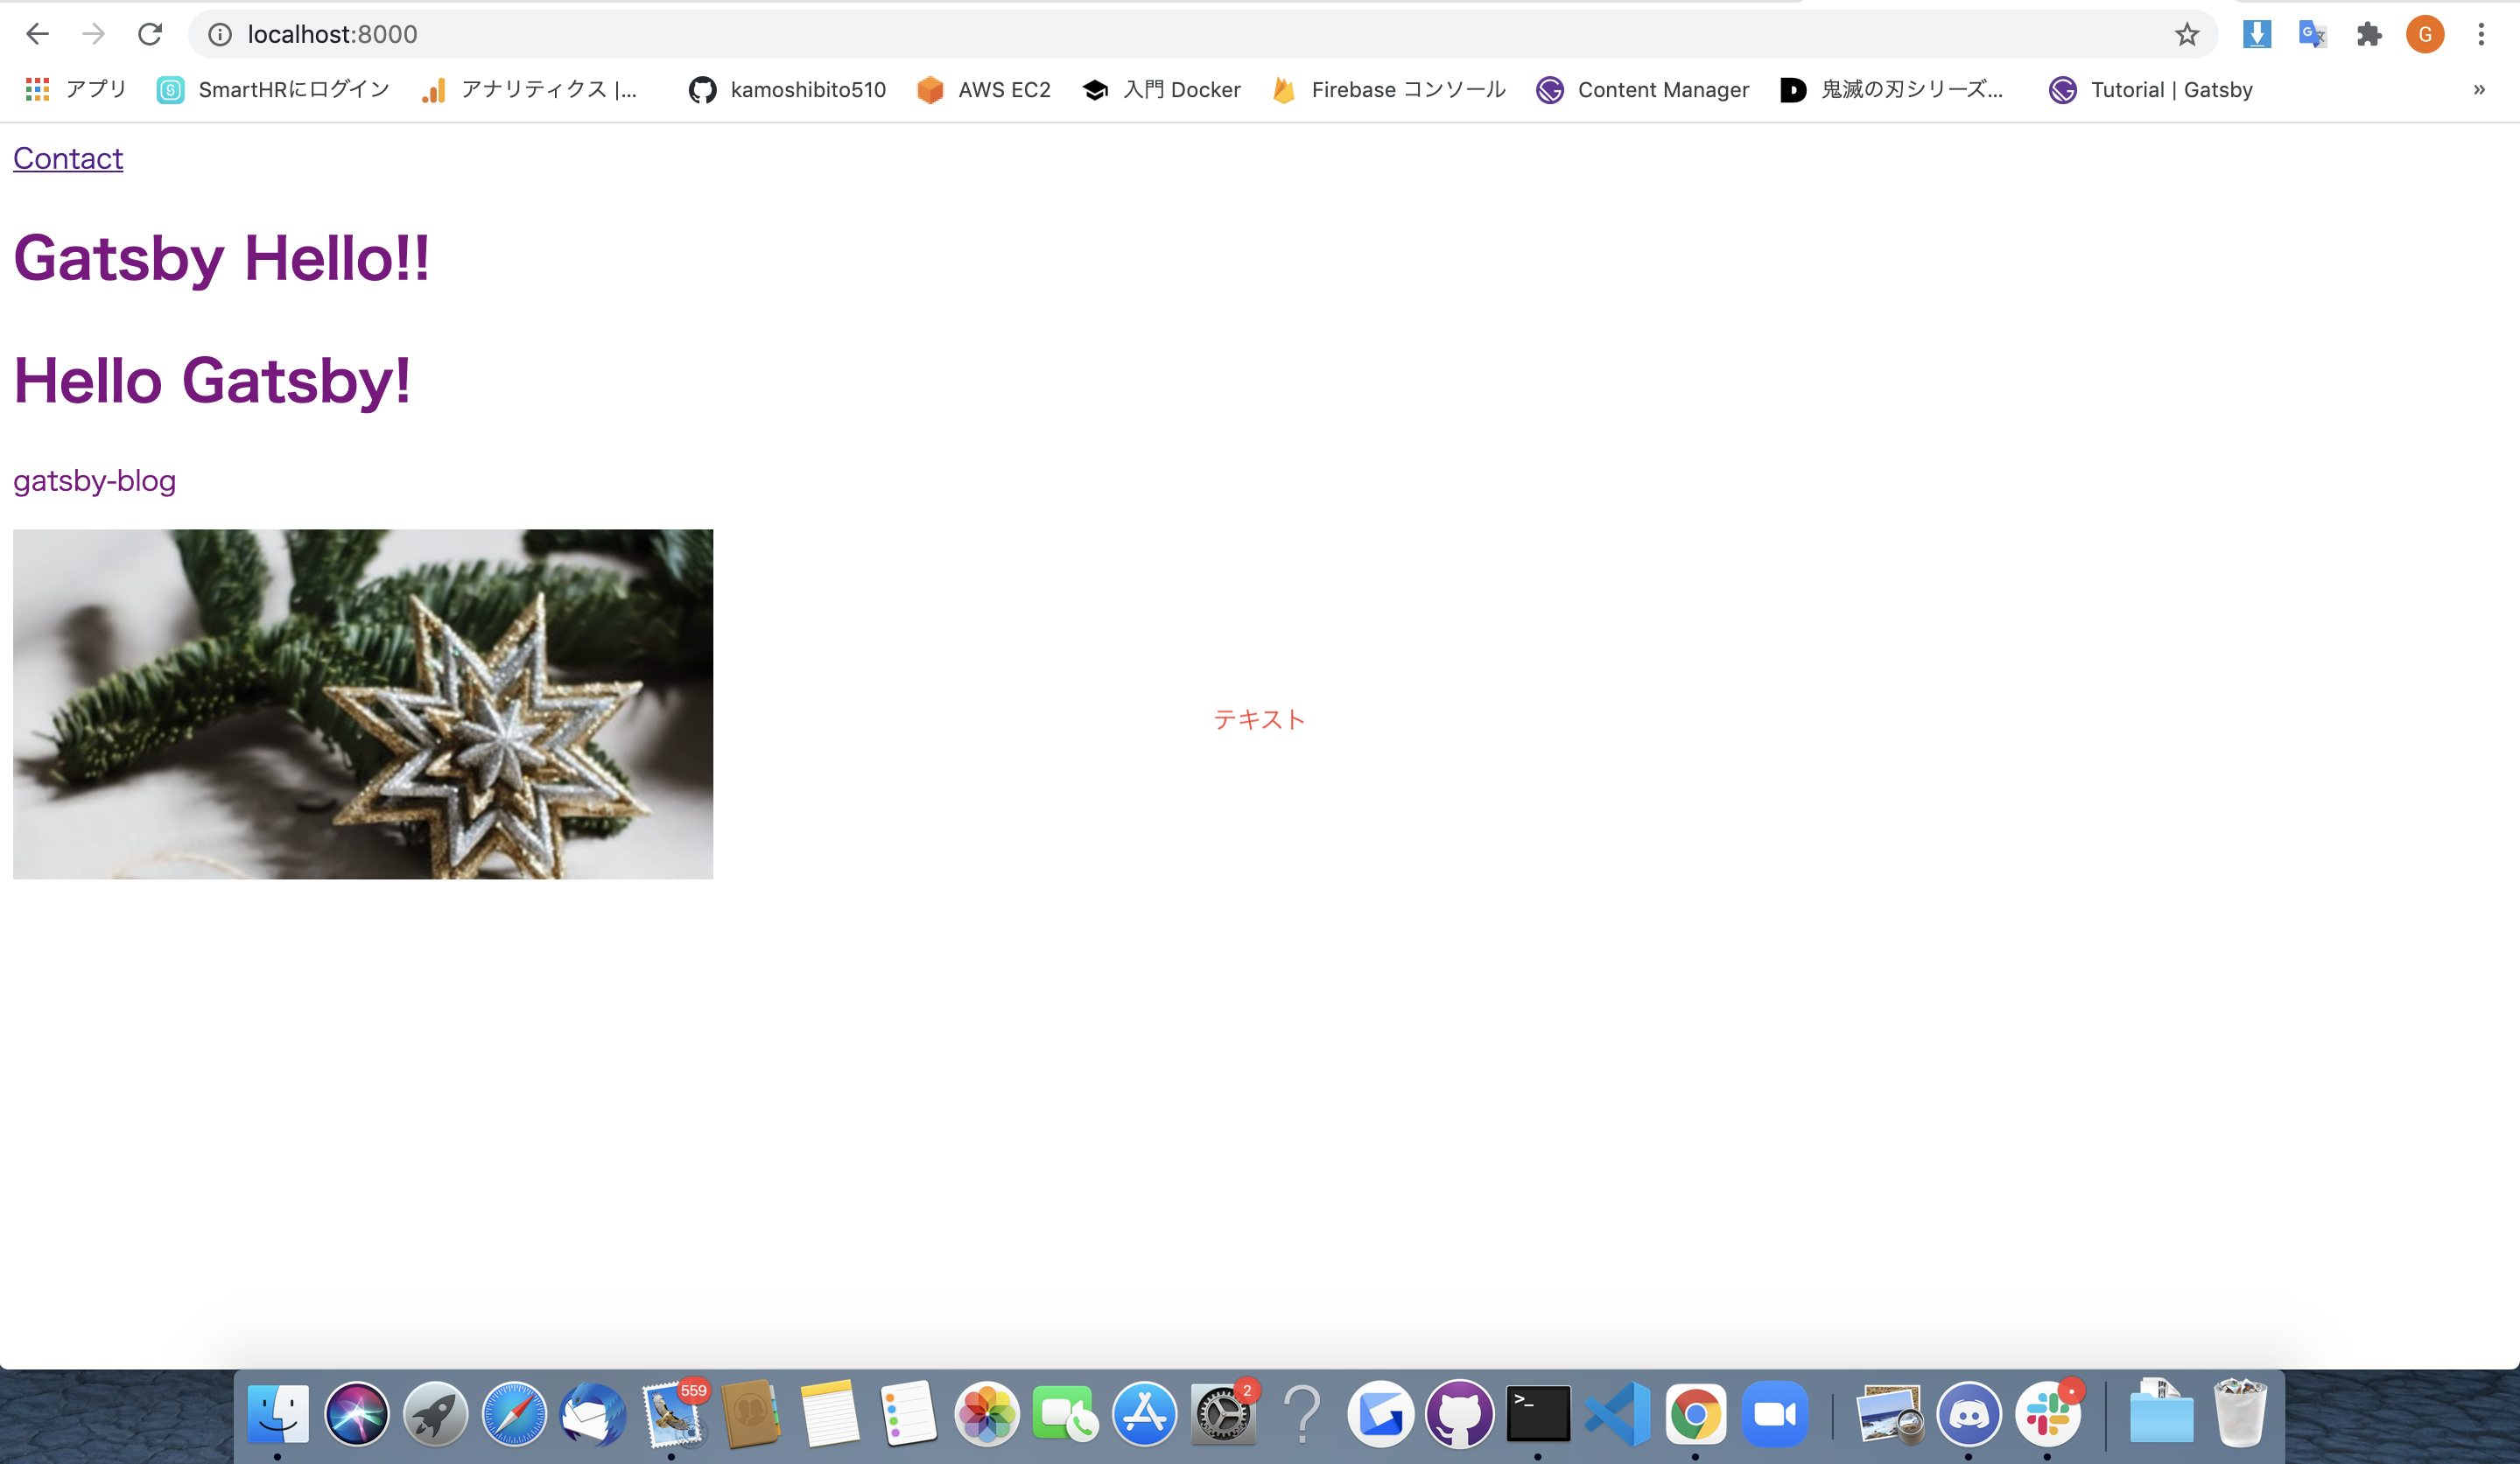 localhost:8000
G
アプリ SmartHRにログイン アナリティクス |... kamoshibito510 AWS EC2 入門 Docker Firebase コンソール Content Manager 鬼滅の刃シリーズ... Tutorial | Gatsby »
Contact
Gatsby Hello!!
Hello Gatsby!
gatsby-blog
テキスト
559 2